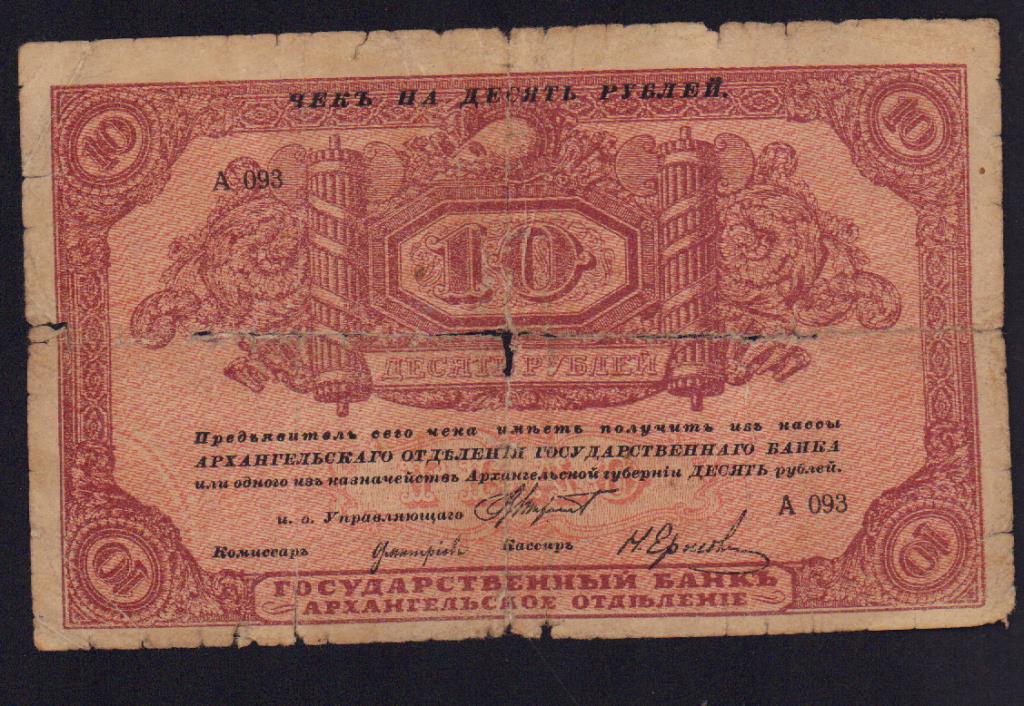 ЧЕКЪ НА ДЕСЯТЬ РУБЛЕЙ.
10
10
А 093
10
ДЕСЯТЬ РУБЛЕЙ
Предъявитель сего чека имѣетъ получить изъ кассы
АРХАНГЕЛЬСКАГО ОТДѢЛЕНІЯ ГОСУДАРСТВЕННАГО БАНКА
или одного изъ казначействъ Архангельской губерніи ДЕСЯТЬ рублей.
А 093
и. о. Управляющаго
Комиссаръ
Кассиръ
10
10
ГОСУДАРСТВЕННЫЙ БАНКЪ
АРХАНГЕЛЬСКОЕ ОТДѢЛЕНІЕ